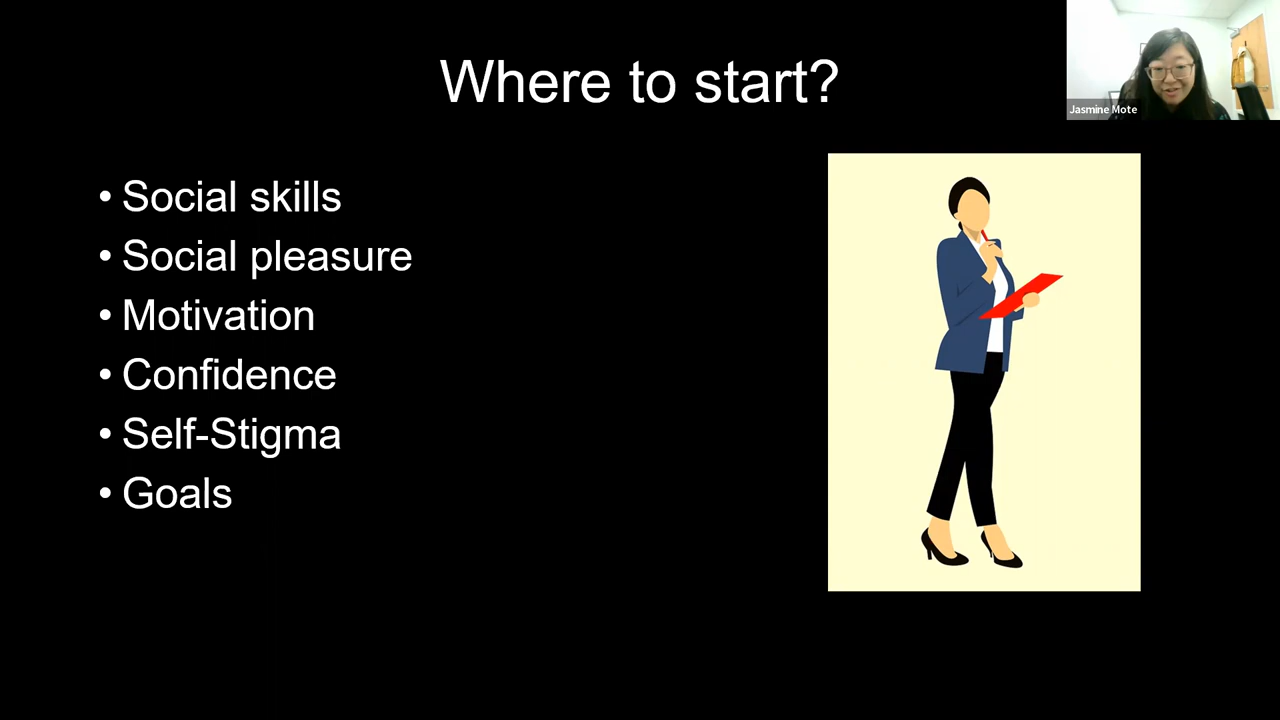 Where to start?
Jasmine Mote
• Social skills
• Social pleasure
• Motivation
• Confidence
• Self-Stigma
• Goals